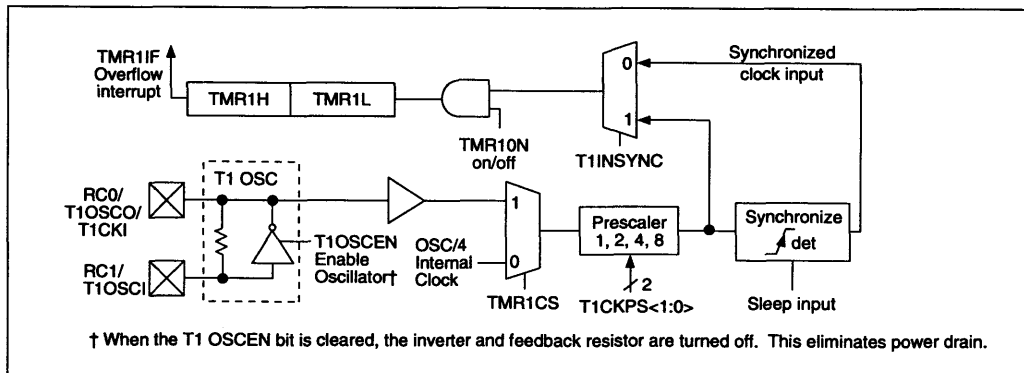 TMR1IF
Overflow
interrupt
TMR1H
TMR1L
TMR10N
on/off
0
1
T1INSYNC
Synchronized
clock input
RC0/
T1OSCO/
T1CKI
RC1/
T1OSCI
T1 OSC
T1OSCEN
Enable
Oscillator†
OSC/4
Internal
Clock
1
0
TMR1CS
Prescaler
1, 2, 4, 8
2
T1CKPS<1:0>
Synchronize
det
Sleep input
† When the T1 OSCEN bit is cleared, the inverter and feedback resistor are turned off. This eliminates power drain.